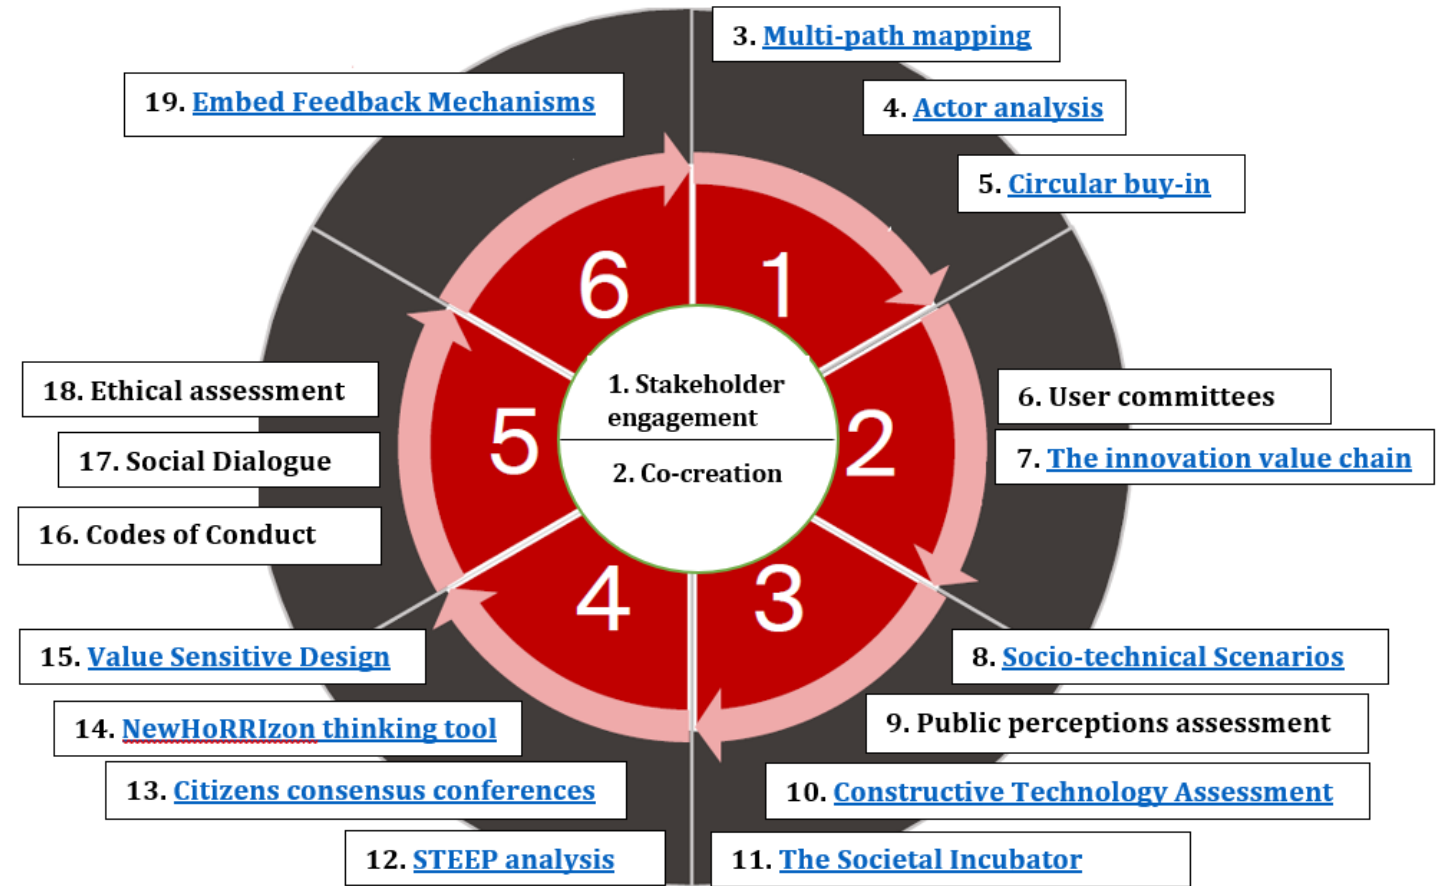 3. Multi-path mapping
19. Embed Feedback Mechanisms
4. Actor analysis
5. Circular buy-in
6
1
1. Stakeholder
engagement
2. Co-creation
5
2
4
3
6. User committees
7. The innovation value chain
8. Socio-technical Scenarios
9. Public perceptions assessment
10. Constructive Technology Assessment
11. The Societal Incubator
12. STEEP analysis
13. Citizens consensus conferences
14. NewHoRRIzon thinking tool
15. Value Sensitive Design
16. Codes of Conduct
17. Social Dialogue
18. Ethical assessment